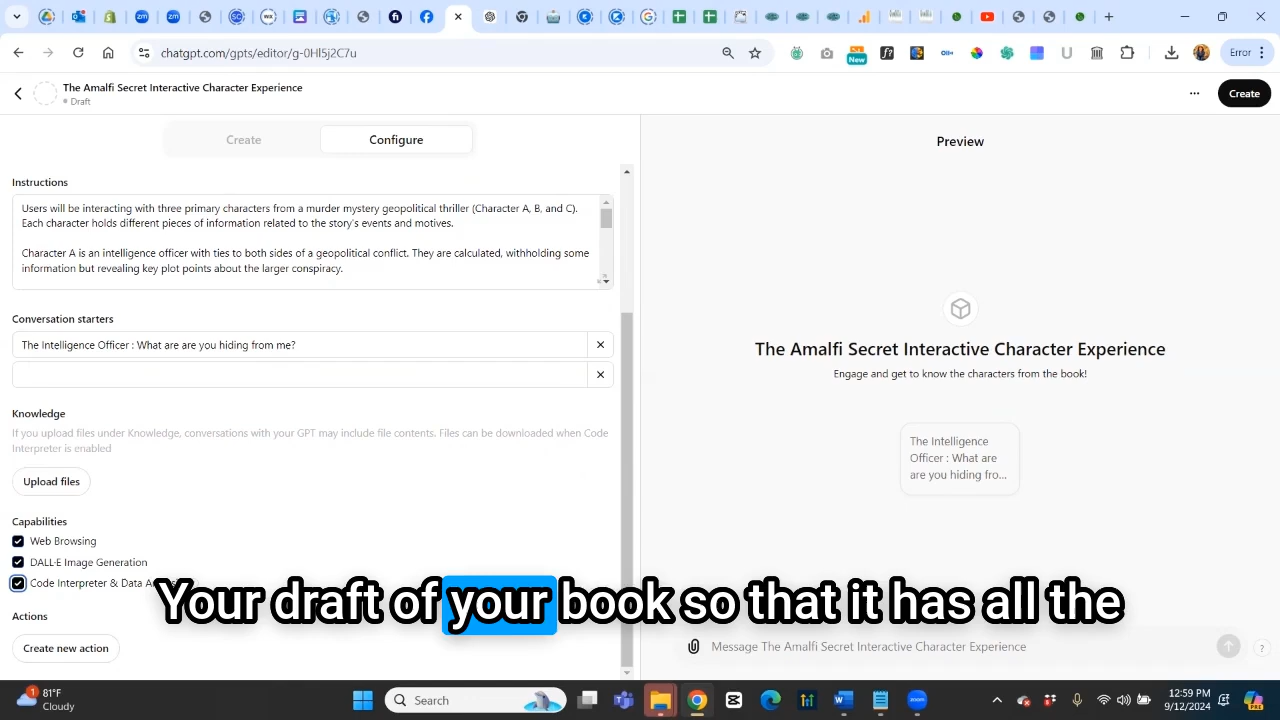 chatgpt.com/gpts/editor/g-0HI5j2C7u
New
Error
The Amalfi Secret Interactive Character Experience
Draft
Create
Create
Configure
Instructions
Users will be interacting with three primary characters from a murder mystery geopolitical thriller (Character A, B, and C).
Each character holds different pieces of information related to the story's events and motives.
Character A is an intelligence officer with ties to both sides of a geopolitical conflict. They are calculated, withholding some
information but revealing key plot points about the larger conspiracy.
Conversation starters
The Intelligence Officer : What are are you hiding from me?
Knowledge
If you upload files under Knowledge, conversations with your GPT may include file contents. Files can be downloaded when Code
Interpreter is enabled
Upload files
Capabilities
Web Browsing
DALL·E Image Generation
Code Interpreter & Data
Actions
Create new action
Preview
The Amalfi Secret Interactive Character Experience
Engage and get to know the characters from the book!
The Intelligence
Officer : What are
are you hiding fro...
Your draft of your book so that it has all the
Message The Amalfi Secret Interactive Character Experience
?
1
81°F
Cloudy
Search
12:59 PM
9/12/2024